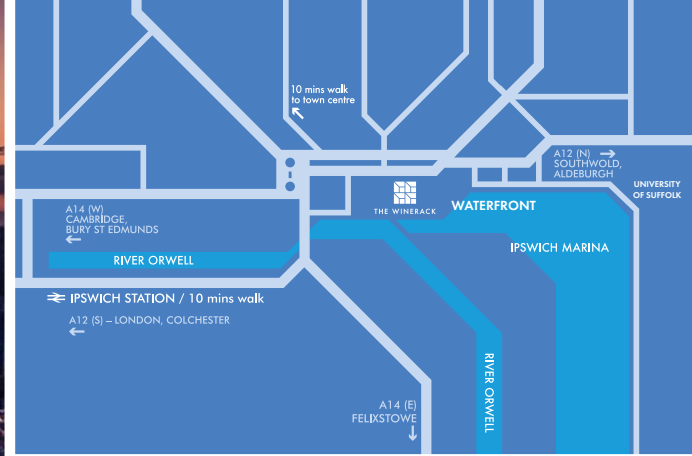 10 mins walk
to town centre
A12 (N) →
SOUTHWOLD,
ALDEBURGH
UNIVERSITY
OF SUFFOLK
THE WINERACK
WATERFRONT
A14 (W)
CAMBRIDGE,
BURY ST EDMUNDS
←
IPSWICH MARINA
RIVER ORWELL
IPSWICH STATION / 10 mins walk
A12 (S) – LONDON, COLCHESTER
←
RIVER ORWELL
A14 (E)
FELIXSTOWE
↓